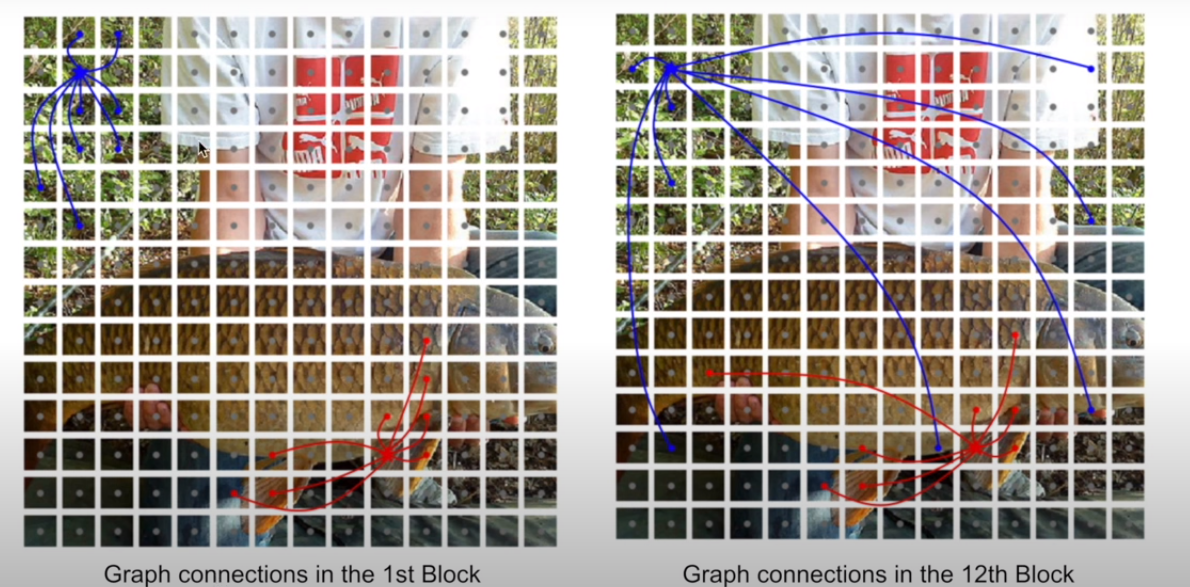 Graph connections in the 1st Block
Graph connections in the 12th Block